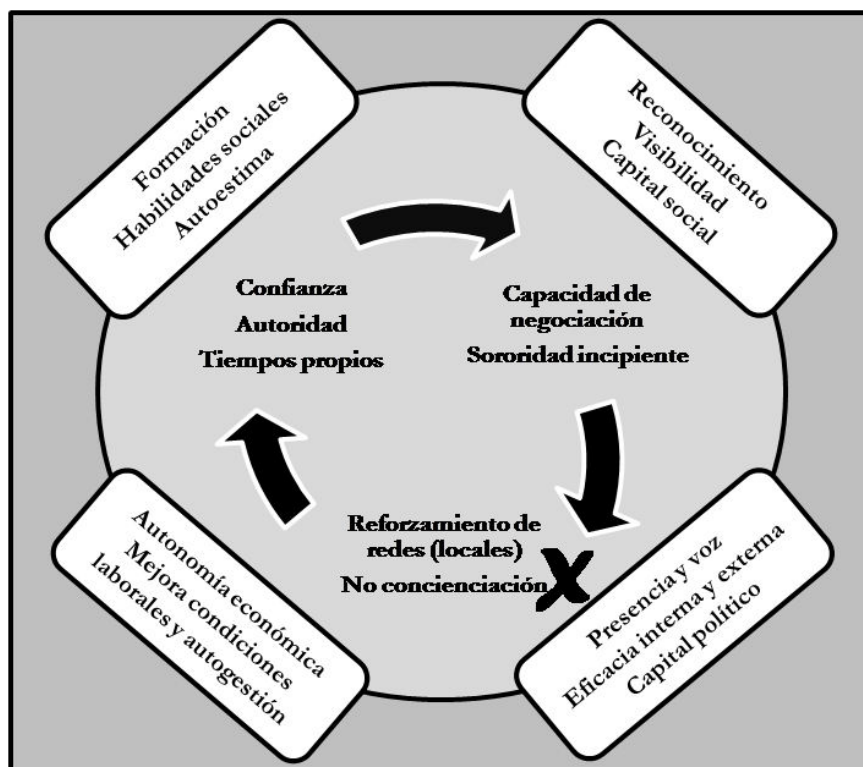 Formación
Habilidades sociales
Autoestima
Reconocimiento
Visibilidad
Capital social
Confianza
Autoridad
Tiempos propios
Capacidad de
negociación
Sororidad incipiente
Reforzamiento de
redes (locales)
No concienciación
X
Autonomía económica
Mejora condiciones
laborales y autogestión
Presencia y voz
Eficacia interna y externa
Capital político